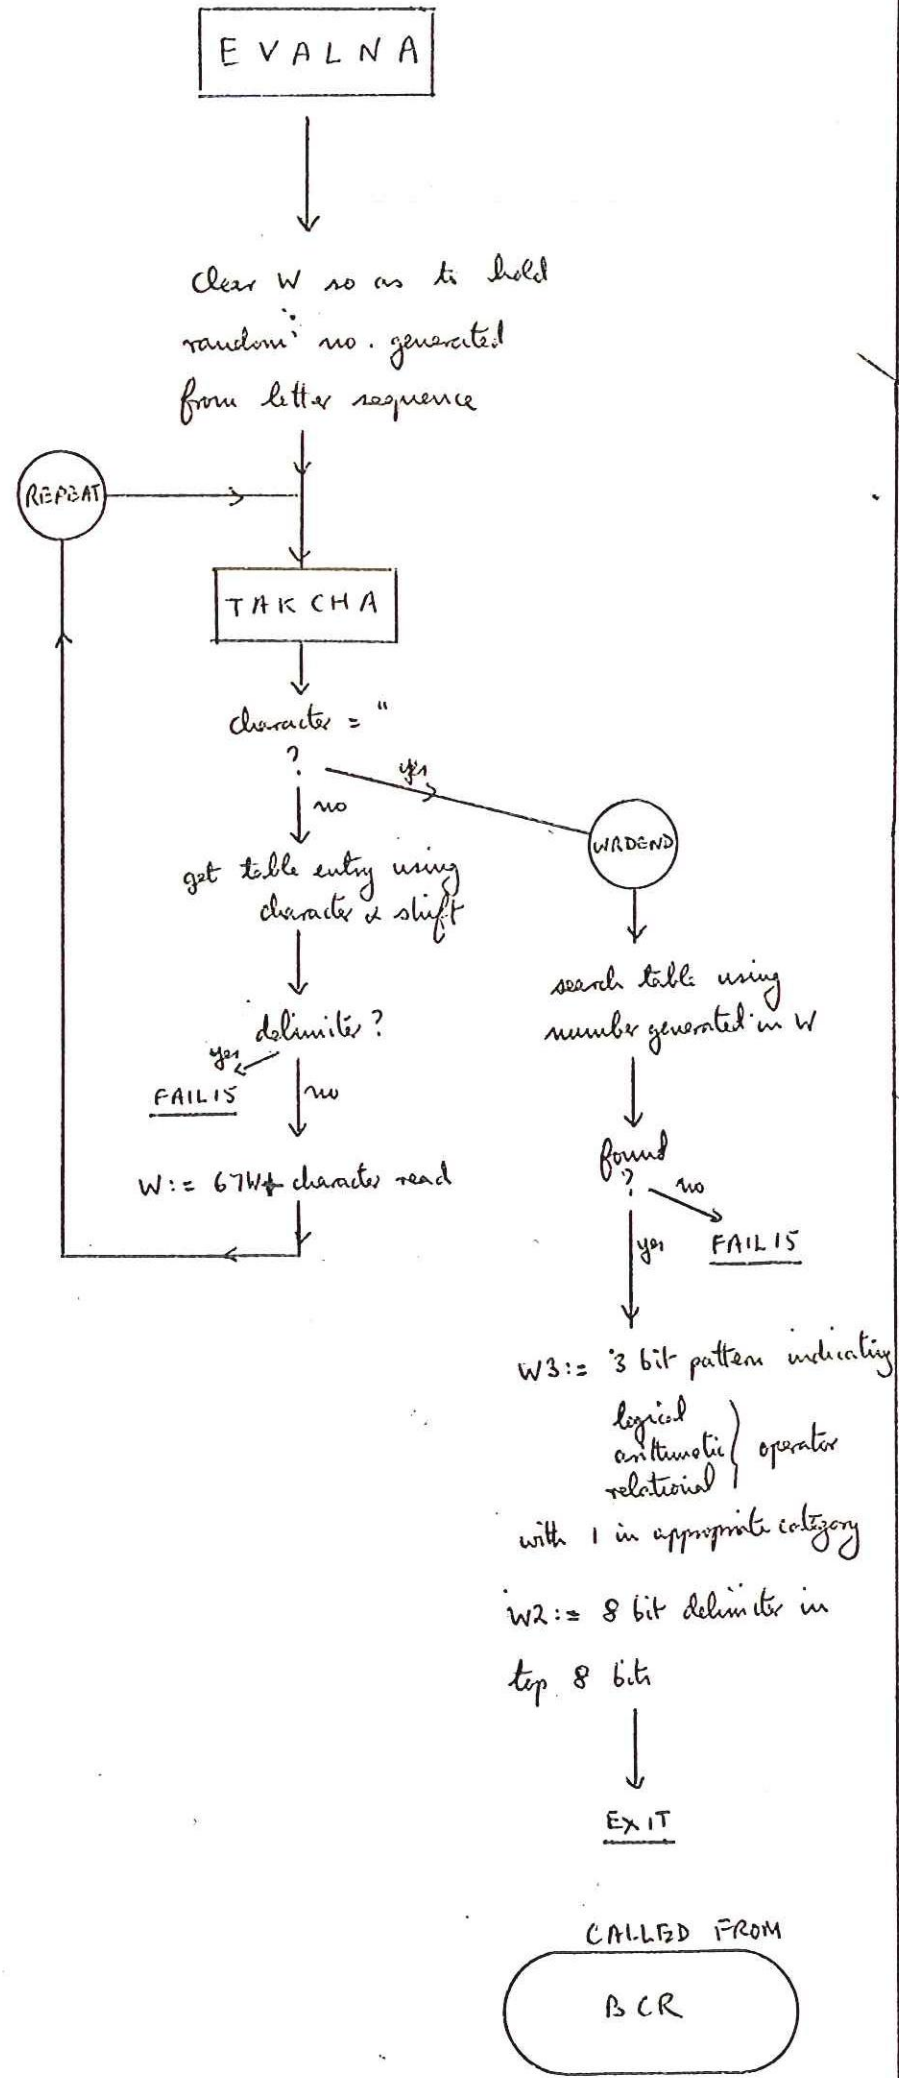 EVALNA
Clear W so as to hold
random no. generated
from letter sequence
REPEAT
TAKCHA
character = "
?
yes
no
get table entry using
character & shift
delimiter?
yes
FAIL15
no
W:= 67W+ character read
WRDEND
search table using
number generated in W
found
?
no
FAIL15
yes
W3:= 3 bit pattern indicating
logical
arithmetic } operator
relational
with 1 in appropriate category
W2:= 8 bit delimiter in
top 8 bits
EXIT
CALLED FROM
BCR